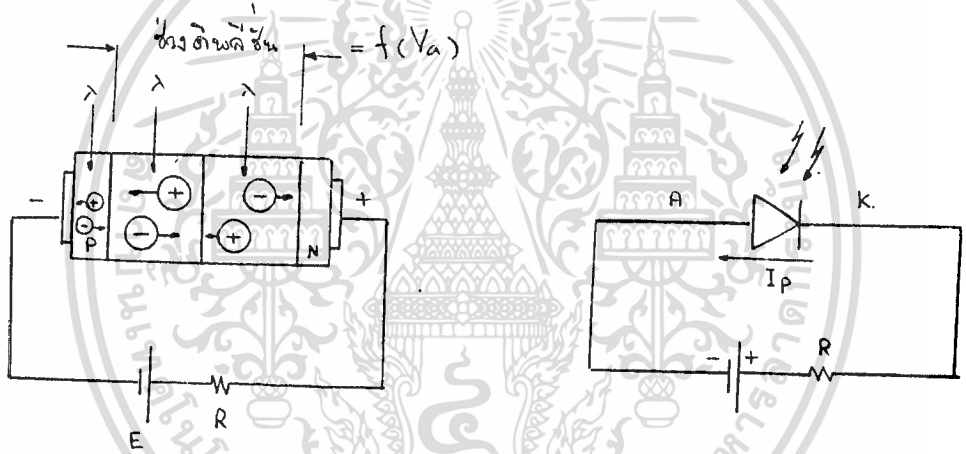 ช่วงดิพลีชั่น = f(Va)
λ λ λ
- + + - +
- P - + N
E R
A K.
Ip
- + R